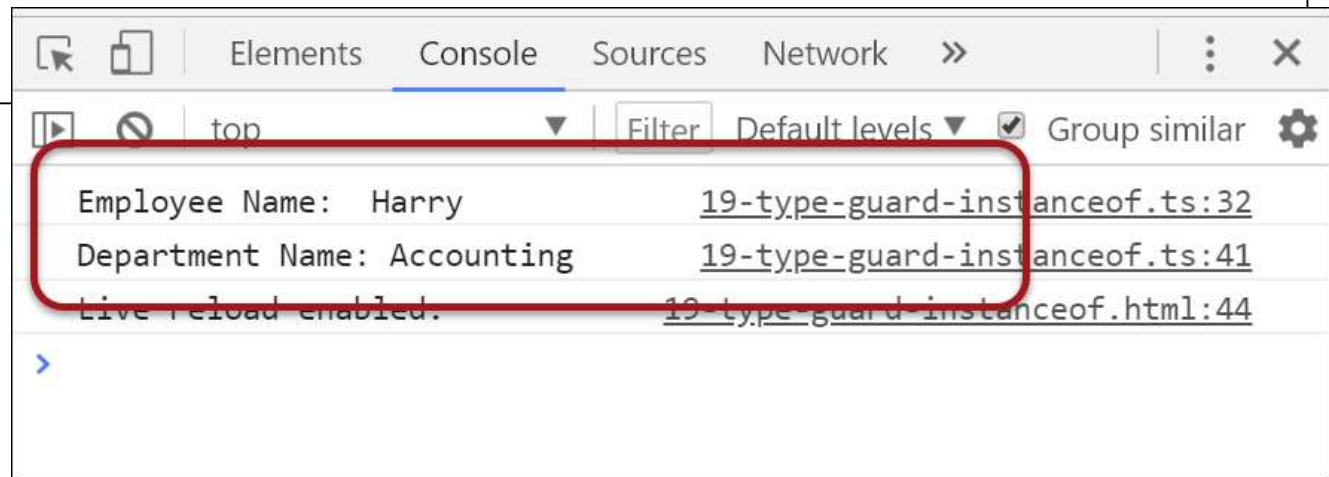 Elements Console Sources Network »
top ▼ Filter Default levels ▼ Group similar
Employee Name:  Harry 19-type-guard-instanceof.ts:32
Department Name: Accounting 19-type-guard-instanceof.ts:41
Live reload enabled. 19-type-guard-instanceof.html:44
>